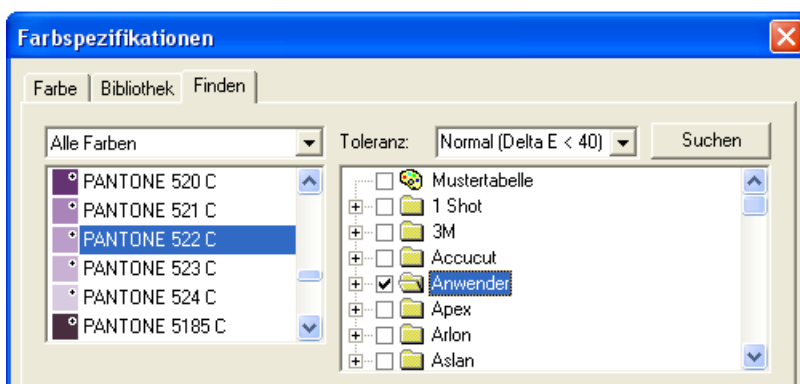 Farbspezifikationen
Farbe Bibliothek Finden
Alle Farben Toleranz: Normal (Delta E < 40) Suchen
PANTONE 520 C
PANTONE 521 C
PANTONE 522 C
PANTONE 523 C
PANTONE 524 C
PANTONE 5185 C
Mustertabelle
1 Shot
3M
Accucut
Anwender
Apex
Arlon
Aslan